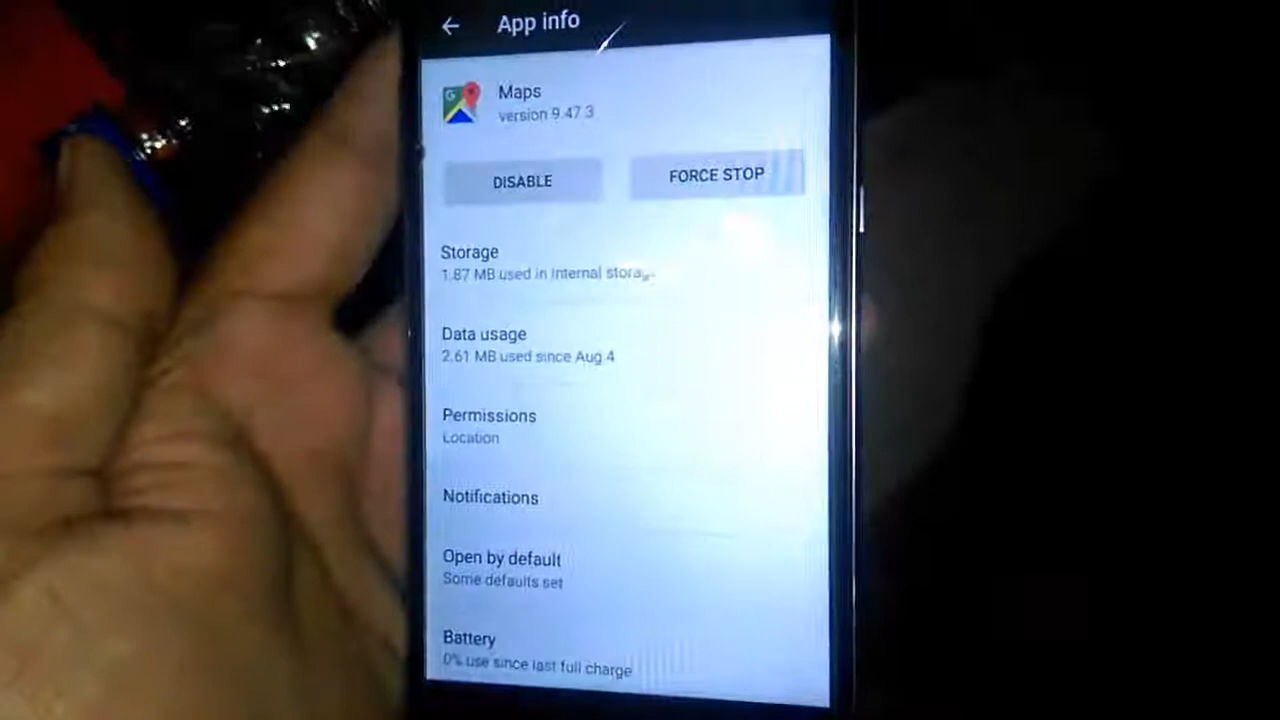 App info
Maps
version 9.47.3
DISABLE
FORCE STOP
Storage
1.87 MB used in Internal
Data usage
2.61 MB used since Aug 4
Permissions
Location
Notifications
Open by default
Some defaults set
Battery
0% use since last full charge